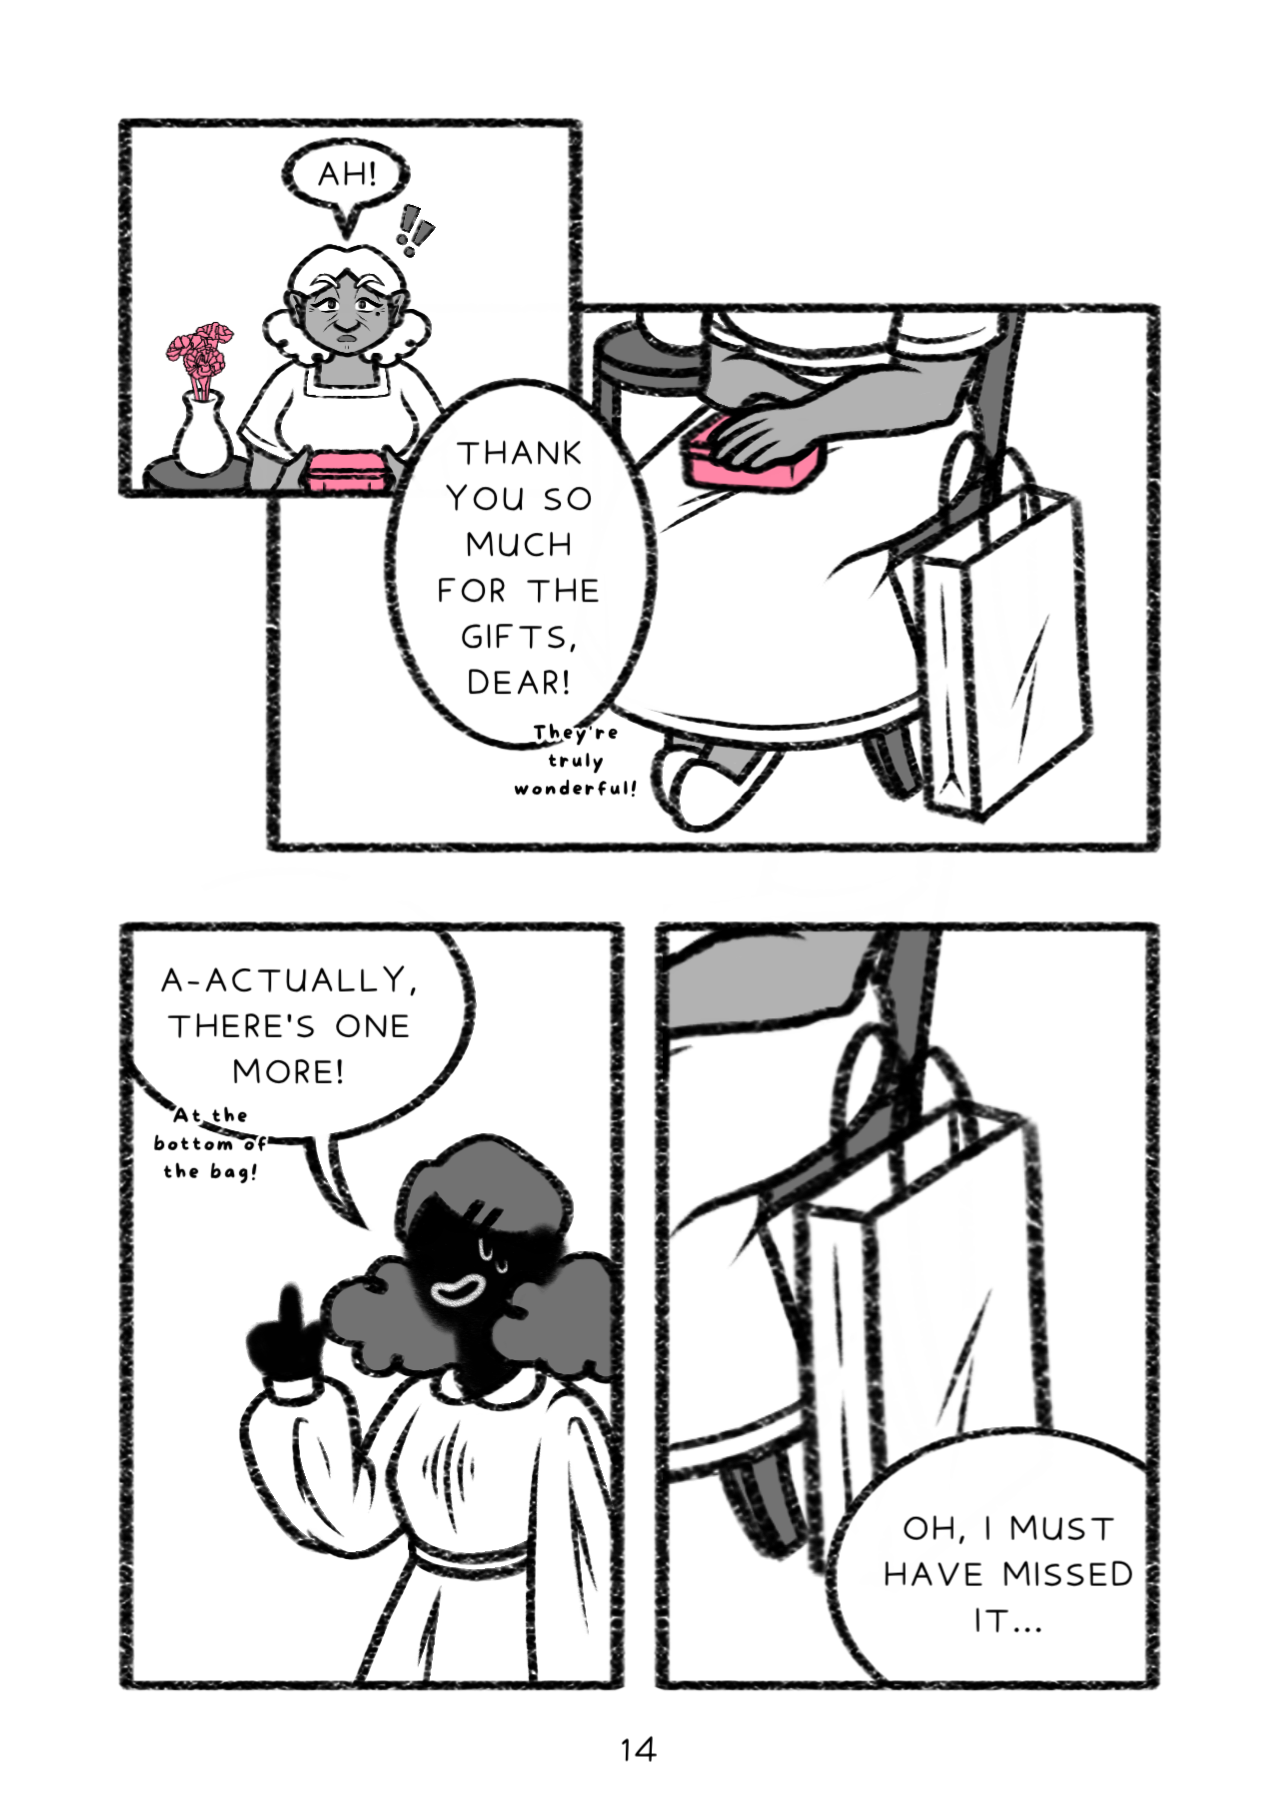 AH!
THANK
YOU SO
MUCH
FOR THE
GIFTS,
DEAR!
They're
truly
wonderful!
A-ACTUALLY,
THERE'S ONE
MORE!
At the
bottom of
the bag!
OH, I MUST
HAVE MISSED
IT...
14